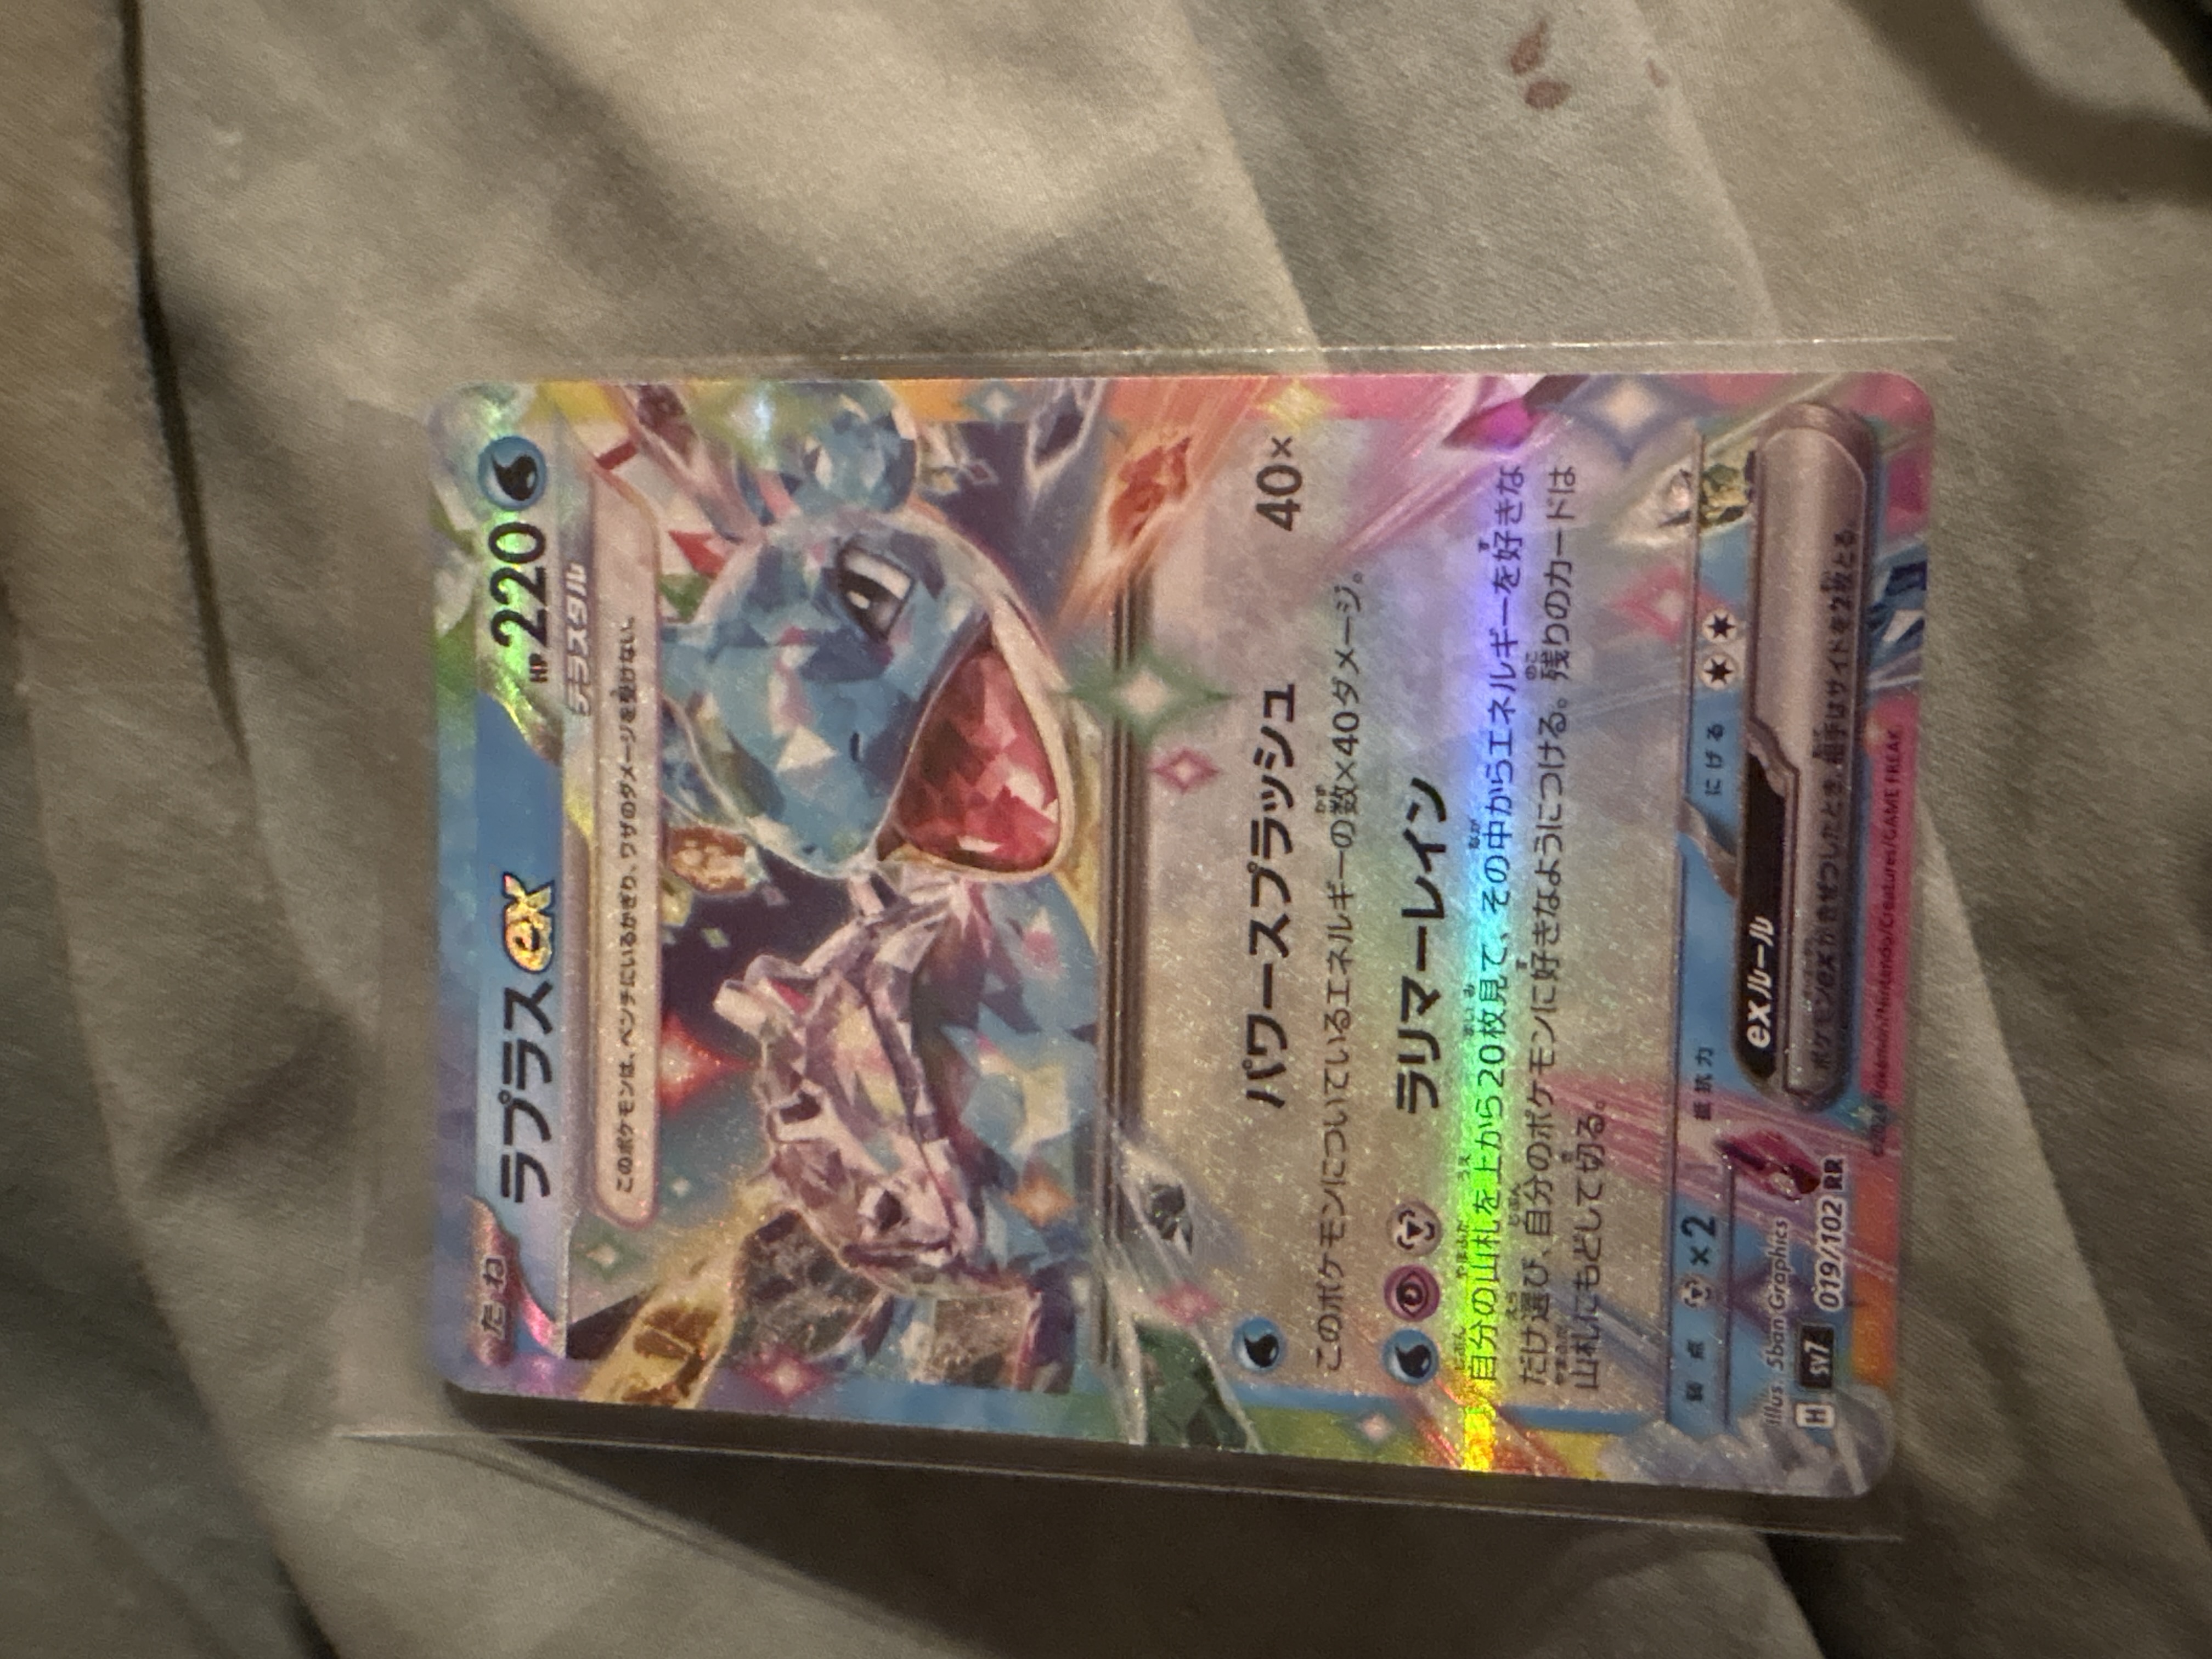 たね ラプラスex HP220
テラスタル
このポケモンは、ベンチにいるかぎり、ワザのダメージを受けない。
パワースプラッシュ 40×
このポケモンについているエネルギーの数×40ダメージ。
ラリマーレイン
自分の山札を上から20枚見て、その中からエネルギーを好きな
だけ選び、自分のポケモンに好きなようにつける。残りのカードは
山札にもどして切る。
弱点 ×2 抵抗力 にげる
Illus. 5ban Graphics
exルール
ポケモンexがきぜつしたとき、相手はサイドを2枚とる。
H SV7 019/102 RR
Pokémon/Nintendo/Creatures/GAME FREAK